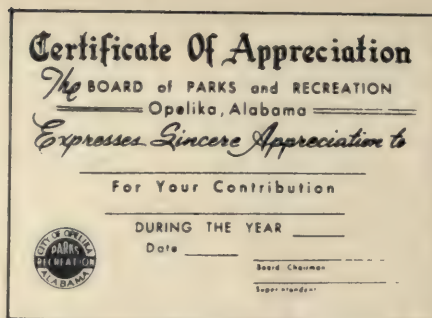 Certificate Of Appreciation
The BOARD of PARKS and RECREATION
Opelika, Alabama
Expresses Sincere Appreciation to
For Your Contribution
DURING THE YEAR
Date
Board Chairman
Superintendent
CITY OF OPELIKA
PARKS
RECREATION
ALABAMA